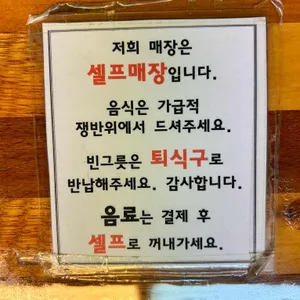 저희 매장은
셀프매장입니다.
음식은 가급적
쟁반위에서 드셔주세요.
빈그릇은 퇴식구로
반납해주세요. 감사합니다.
음료는 결제 후
셀프로 꺼내가세요.